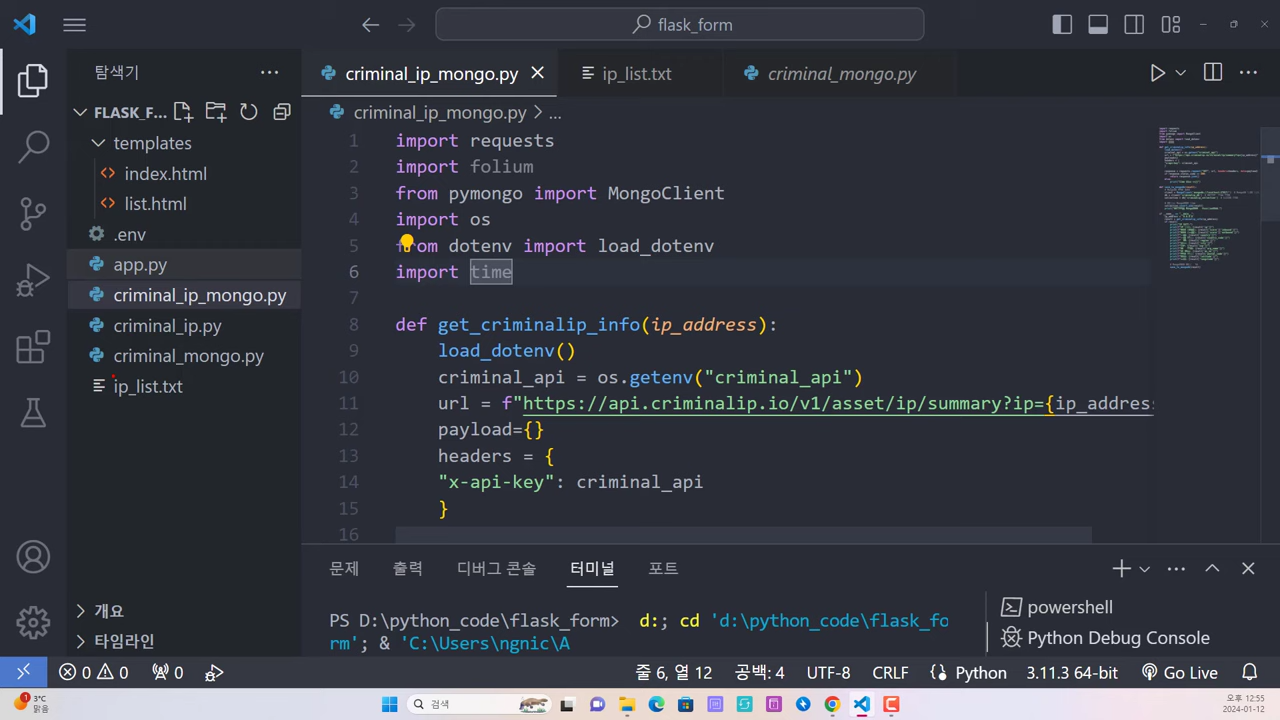 flask_form
탐색기
FLASK_F...
templates
index.html
list.html
.env
app.py
criminal_ip_mongo.py
criminal_ip.py
criminal_mongo.py
ip_list.txt
개요
타임라인
criminal_ip_mongo.py
ip_list.txt
criminal_mongo.py
criminal_ip_mongo.py > ...
1 import requests
2 import folium
3 from pymongo import MongoClient
4 import os
5 from dotenv import load_dotenv
6 import time
7
8 def get_criminalip_info(ip_address):
9 load_dotenv()
10 criminal_api = os.getenv("criminal_api")
11 url = f"https://api.criminalip.io/v1/asset/ip/summary?ip={ip_addres
12 payload={}
13 headers = {
14 "x-api-key": criminal_api
15 }
16
문제 출력 디버그 콘솔 터미널 포트
PS D:\python_code\flask_form> d:; cd 'd:\python_code\flask_fo
rm'; & 'C:\Users\ngnic\A
powershell
Python Debug Console
0 0 0 줄 6, 열 12 공백: 4 UTF-8 CRLF Python 3.11.3 64-bit Go Live
1
3°C
맑음
검색
12:55
2024-01-12